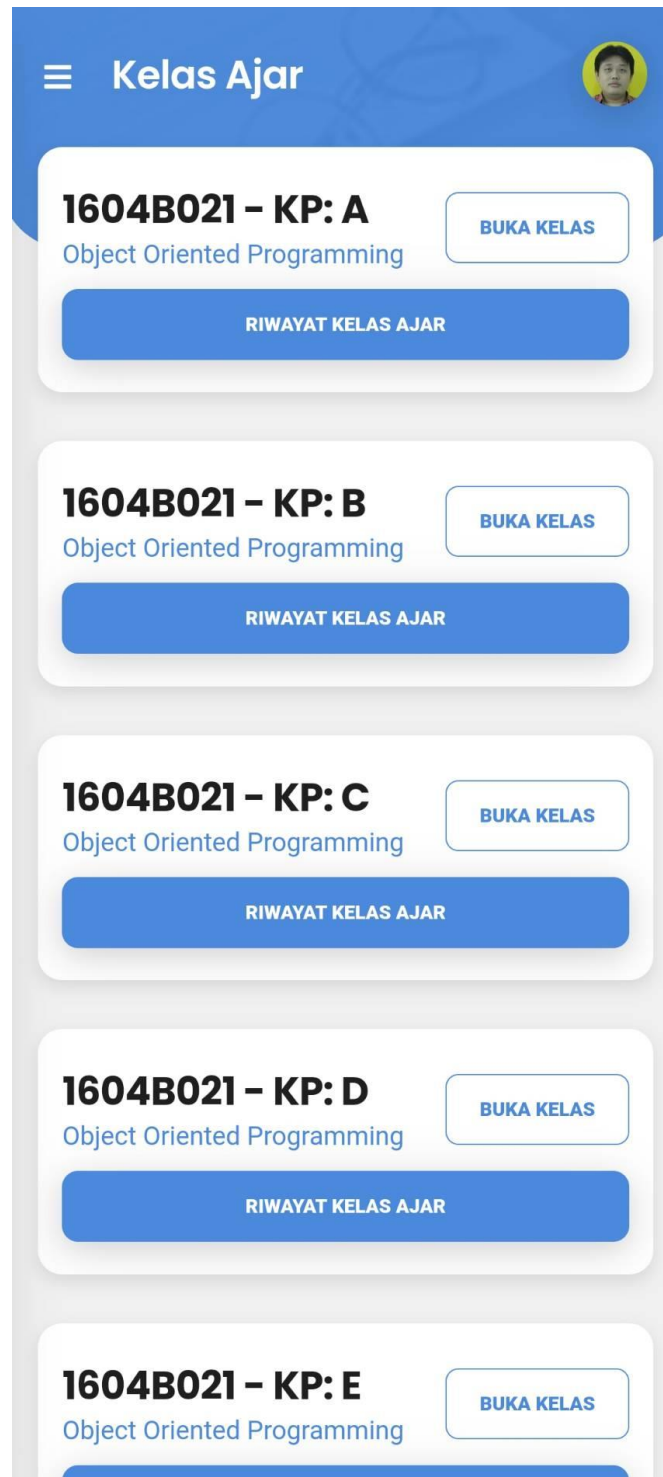 Kelas Ajar
1604B021 - KP: A
Object Oriented Programming
BUKA KELAS
RIWAYAT KELAS AJAR
1604B021 - KP: B
Object Oriented Programming
BUKA KELAS
RIWAYAT KELAS AJAR
1604B021 - KP: C
Object Oriented Programming
BUKA KELAS
RIWAYAT KELAS AJAR
1604B021 - KP: D
Object Oriented Programming
BUKA KELAS
RIWAYAT KELAS AJAR
1604B021 - KP: E
Object Oriented Programming
BUKA KELAS